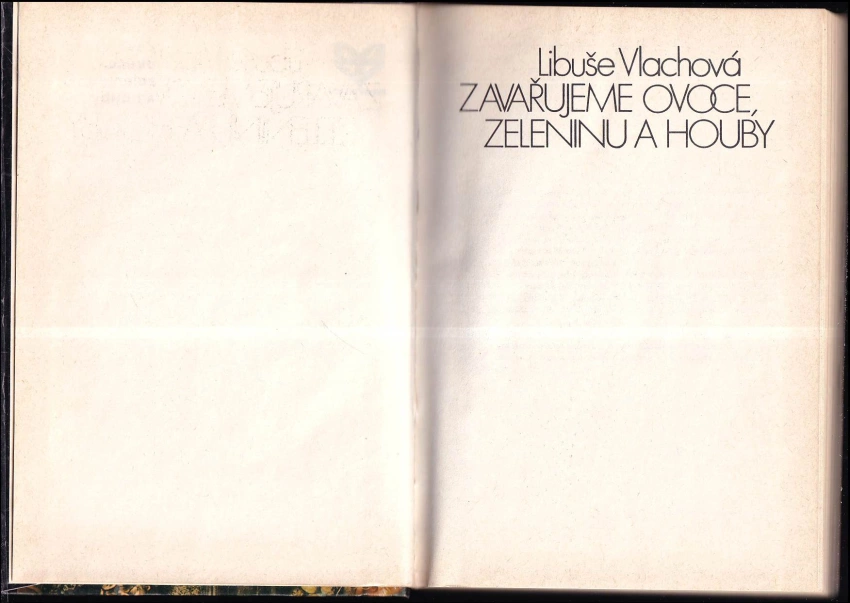 Libuše Vlachová
ZAVAŘUJEME OVOCE,
ZELENINU A HOUBY